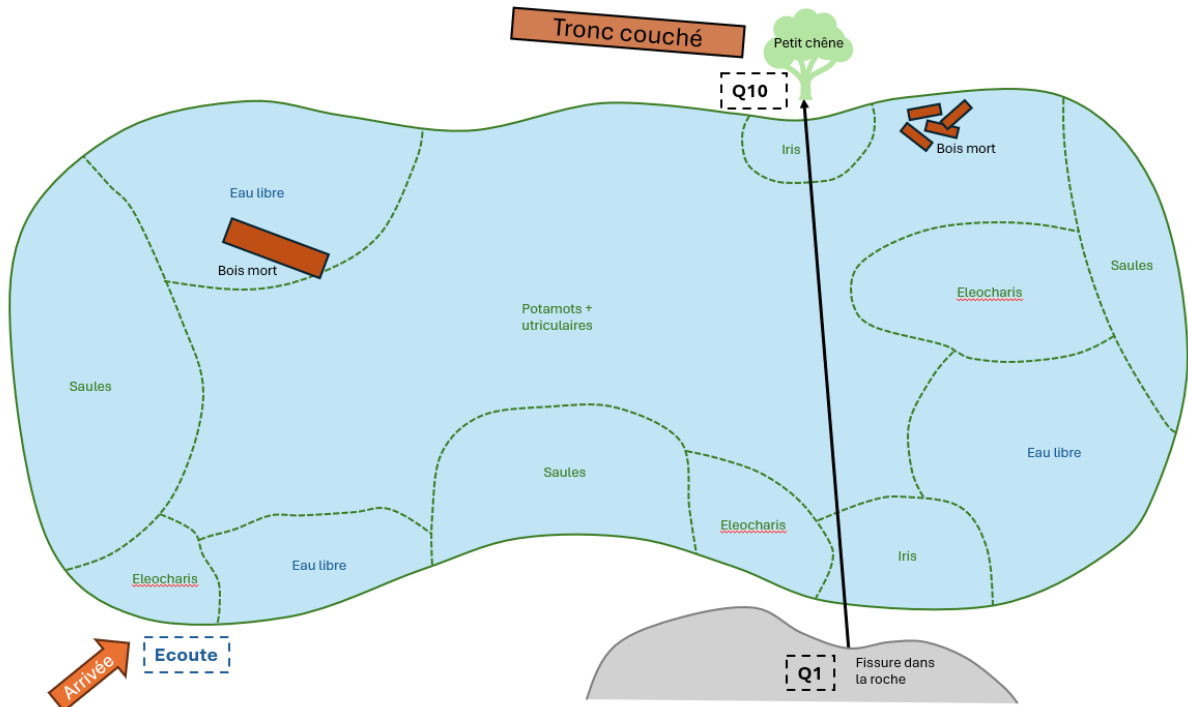 Tronc couché
Petit chêne
Q10
Iris
Bois mort
Eau libre
Bois mort
Saules
Eleocharis
Potamots +
utriculaires
Saules
Eau libre
Saules
Eleocharis
Iris
Eau libre
Eleocharis
Arrivée
Ecoute
Q1
Fissure dans
la roche